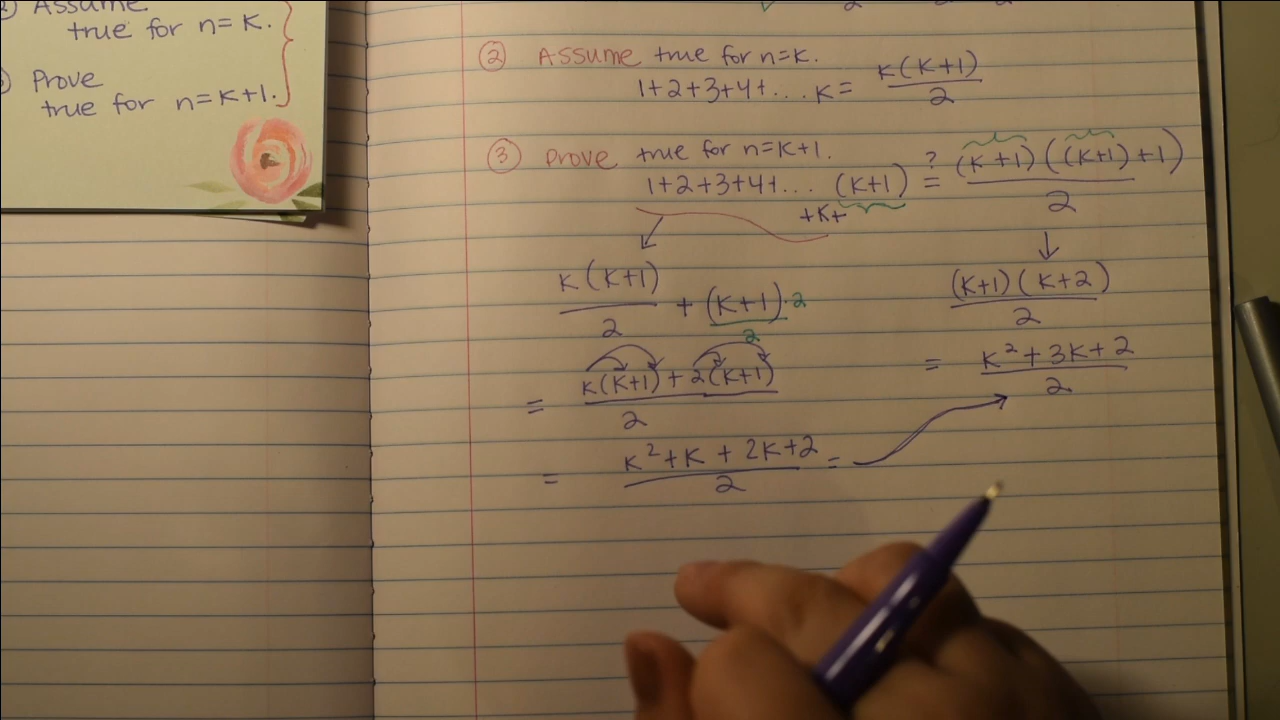 Assume
true for n=k.
Prove
true for n=k+1.
② Assume true for n=k.
1+2+3+4+.... k = k(k+1)/2
③ Prove true for n=k+1.
1+2+3+4+... +k+ (k+1) ?= (k+1)((k+1)+1)/2
k(k+1)/2 + (k+1)·2/2
(k+1)(k+2)/2
= k(k+1)+2(k+1)/2
= k²+3k+2/2
= k²+k+2k+2/2 =